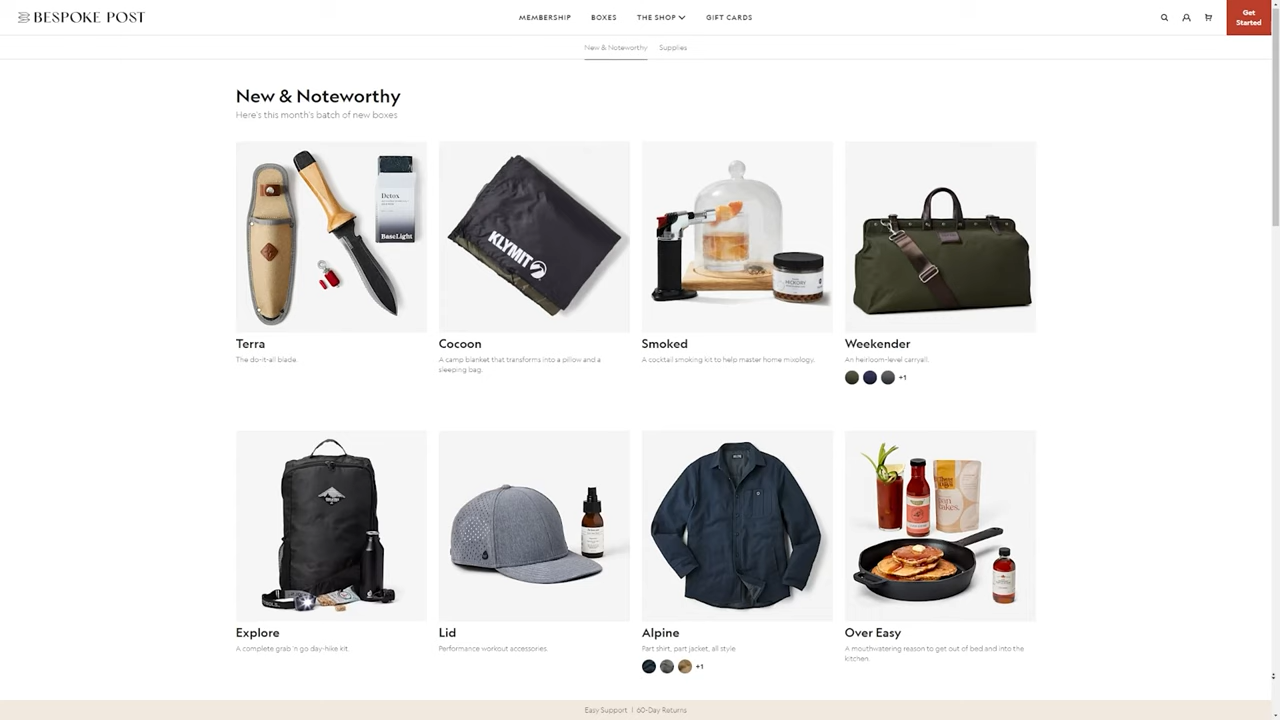 BESPOKE POST
MEMBERSHIP
BOXES
THE SHOP
GIFT CARDS
Get
Started
New & Noteworthy
Supplies
New & Noteworthy
Here's this month's batch of new boxes.
Detox
BaseLight
KLYMIT
HICKORY
Terra
The do-it-all blade.
Cocoon
A camp blanket that transforms into a pillow and a
sleeping bag.
Smoked
A cocktail smoking kit to help master home mixology.
Weekender
An heirloom-level carryall.
+1
Explore
A complete grab 'n go day-hike kit.
Lid
Performance workout accessories.
Alpine
Part shirt, part jacket, all style.
+1
Over Easy
A mouthwatering reason to get out of bed and into the
kitchen.
Easy Support | 60-Day Returns